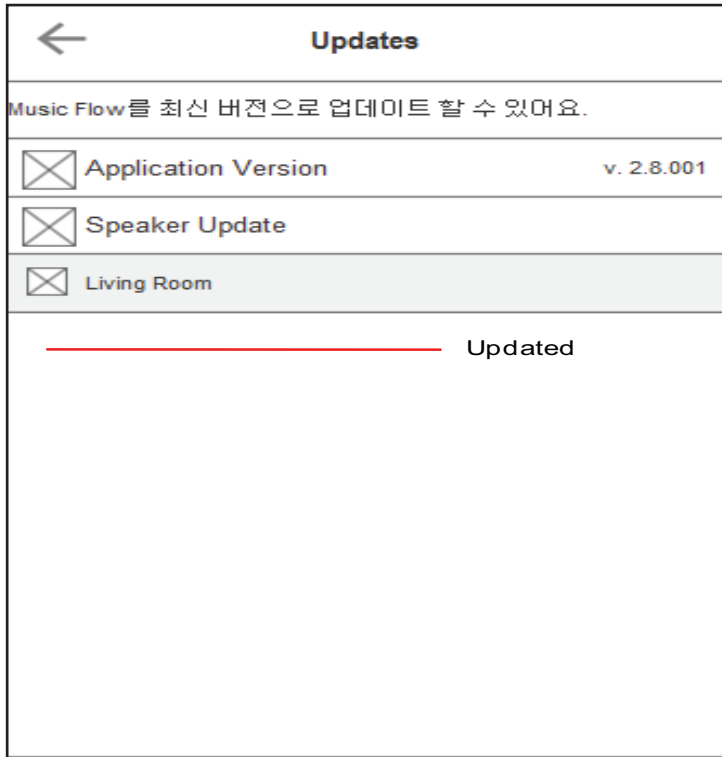 Updates
Music Flow를 최신 버전으로 업데이트 할 수 있어요.
Application Version v. 2.8.001
Speaker Update
Living Room
Updated